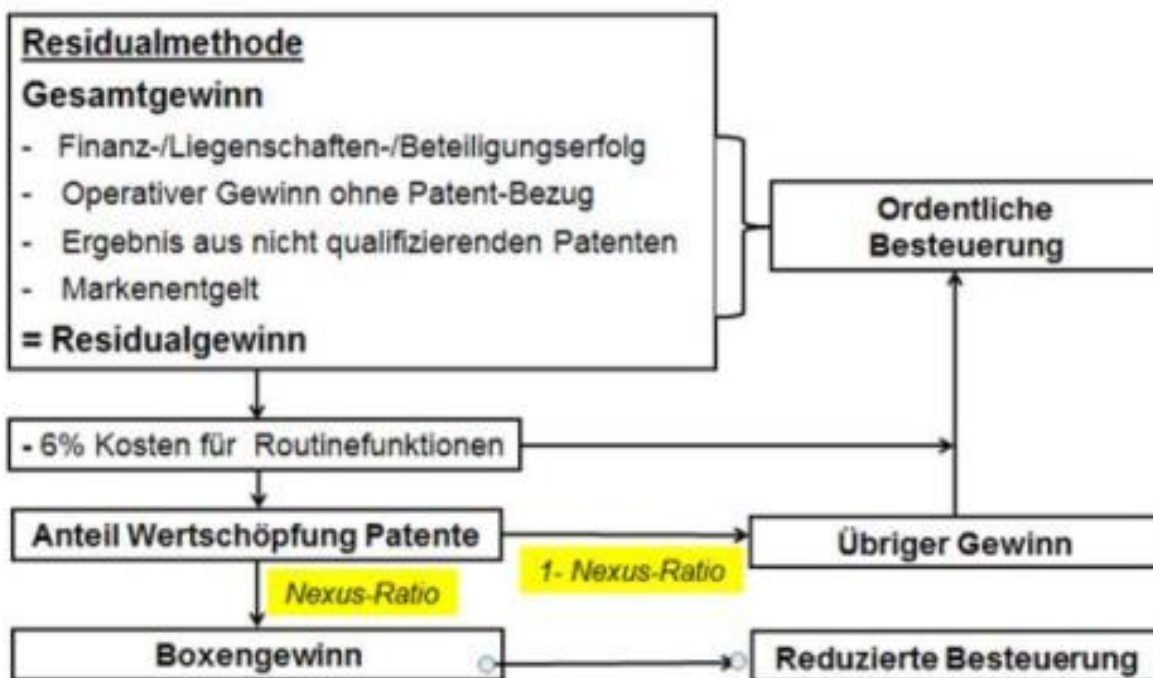 Residualmethode
Gesamtgewinn
- Finanz-/Liegenschaften-/Beteiligungserfolg
- Operativer Gewinn ohne Patent-Bezug
- Ergebnis aus nicht qualifizierenden Patenten
- Markenentgelt
= Residualgewinn
Ordentliche
Besteuerung
- 6% Kosten für Routinefunktionen
Anteil Wertschöpfung Patente
Übriger Gewinn
1- Nexus-Ratio
Nexus-Ratio
Boxengewinn
Reduzierte Besteuerung